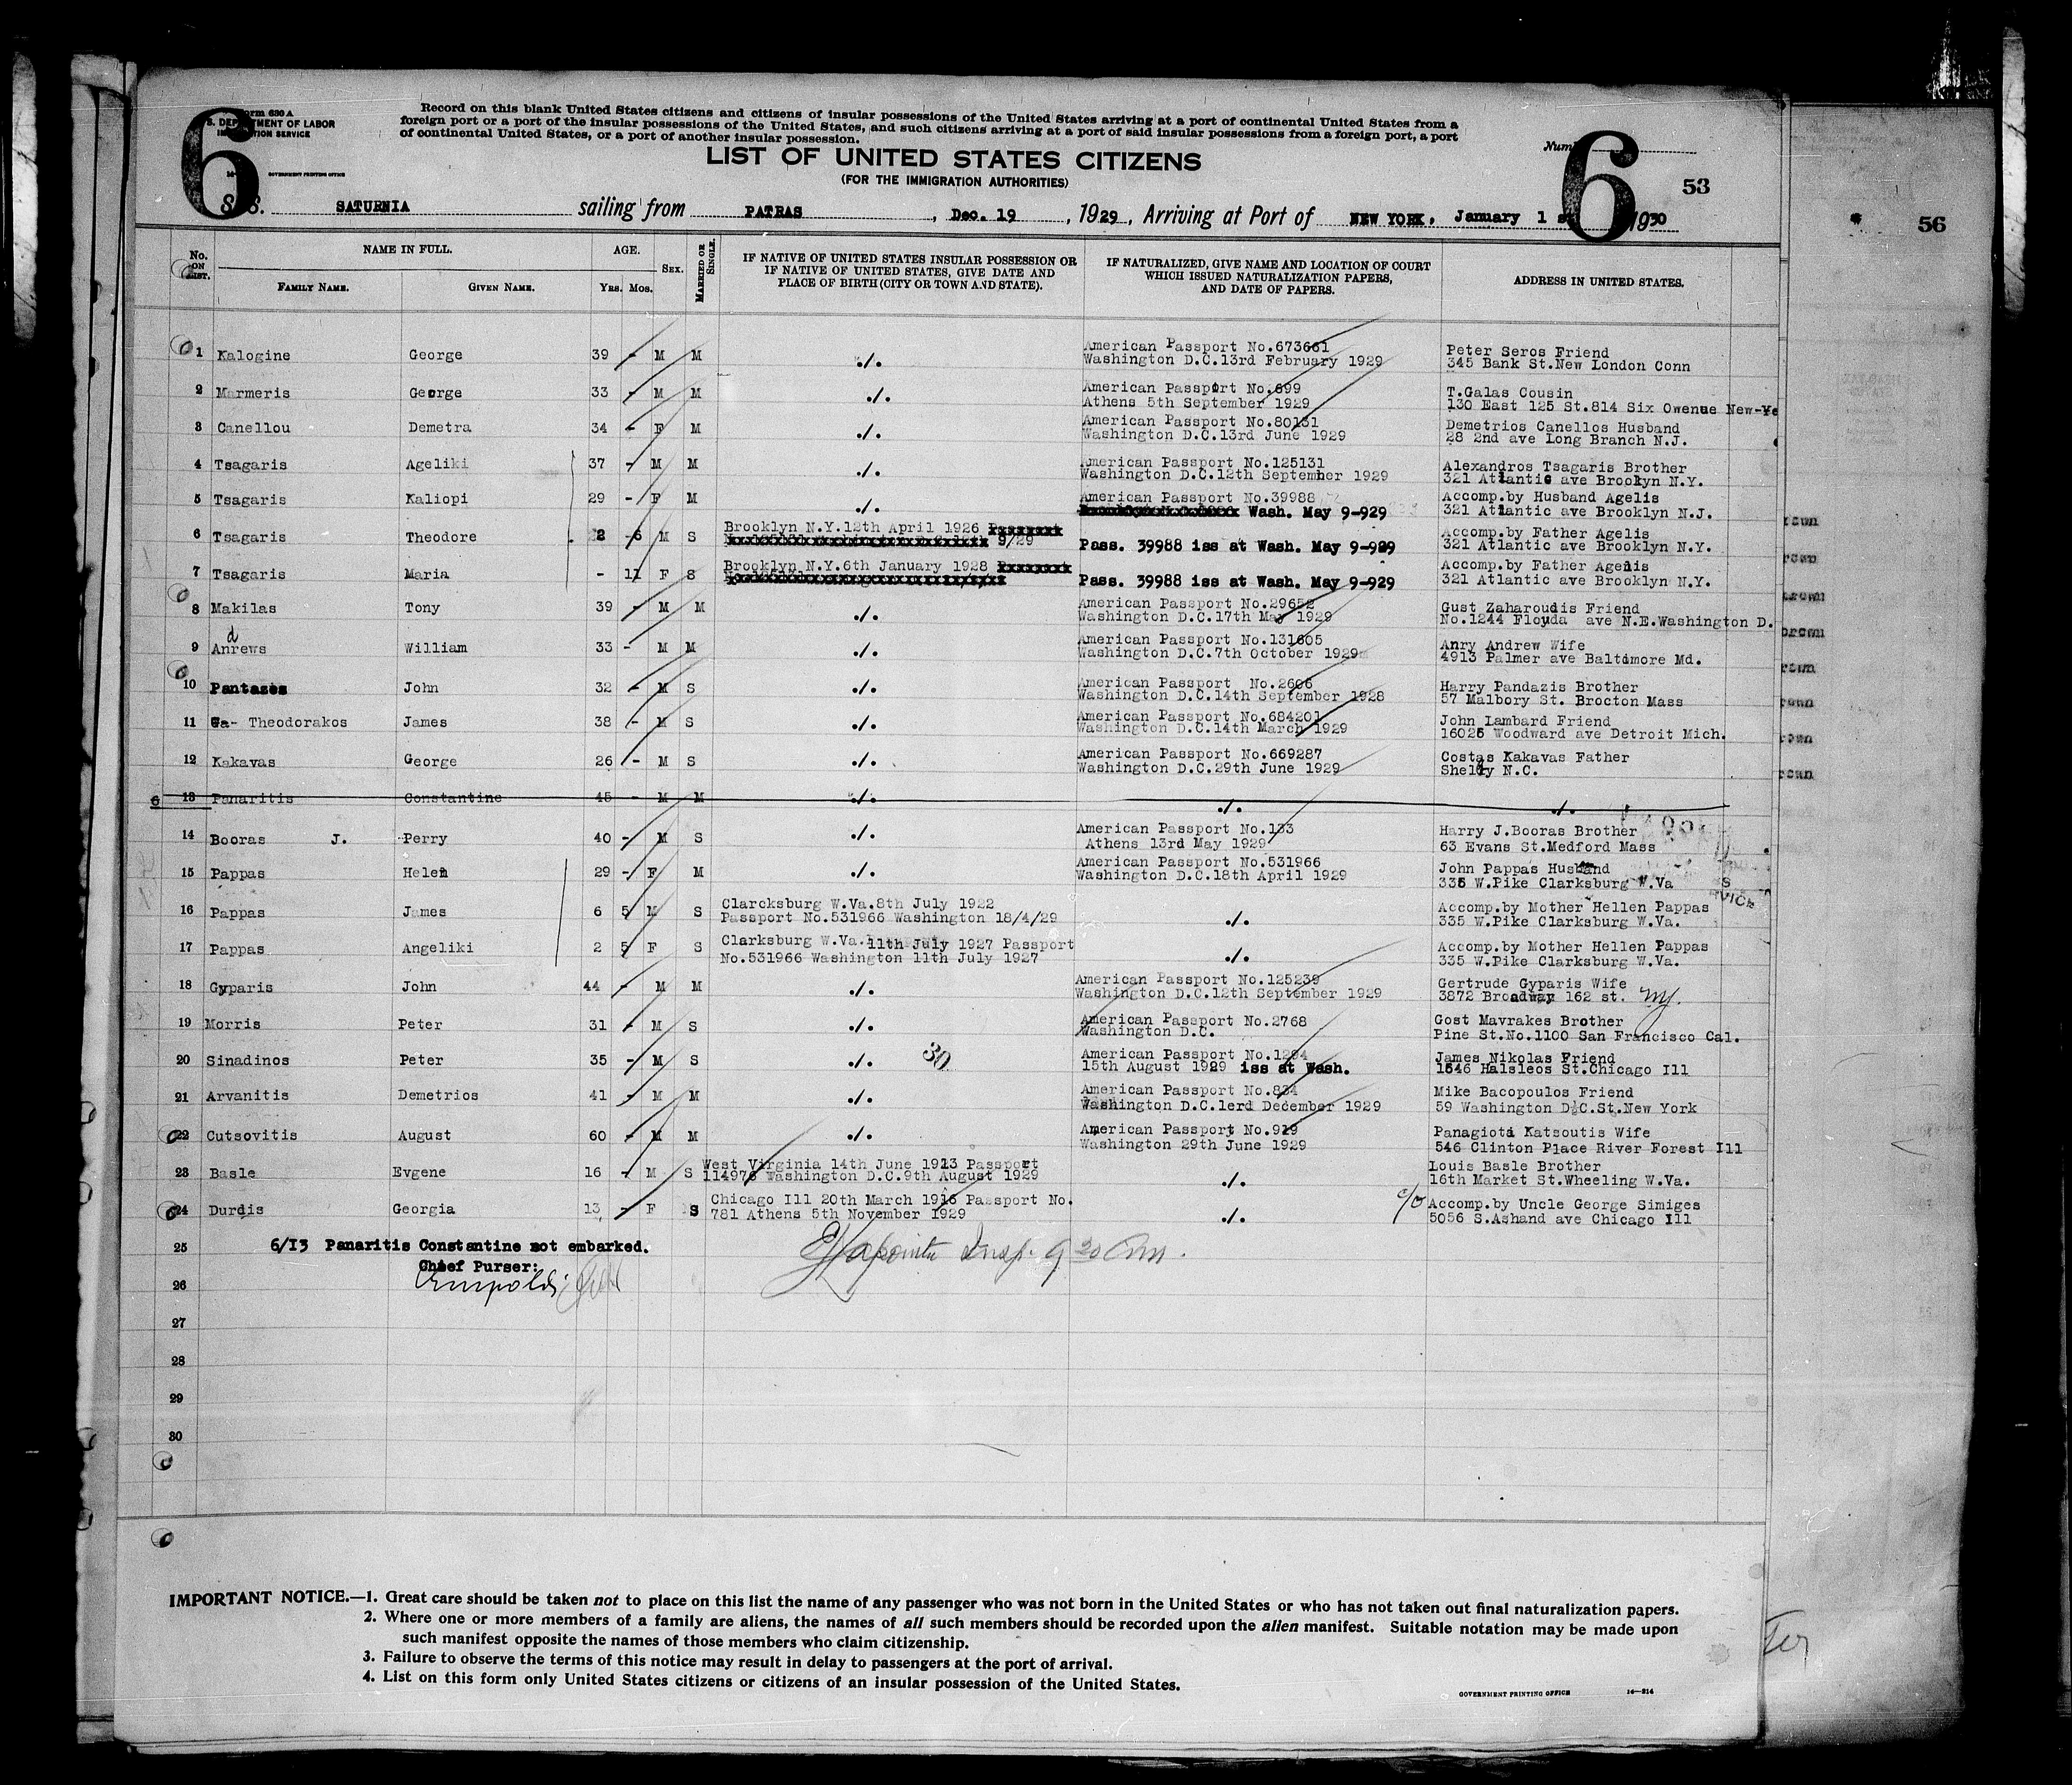 Form 630 A
S. DEPARTMENT OF LABOR
IMMIGRATION SERVICE
6
Record on this blank United States citizens and citizens of insular possessions of the United States arriving at a port of continental United States from a
foreign port or a port of the insular possessions of the United States, and such citizens arriving at a port of said insular possessions from a foreign port, a port
of continental United States, or a port of another insular possession.
LIST OF UNITED STATES CITIZENS
(FOR THE IMMIGRATION AUTHORITIES)
6
53
56
GOVERNMENT PRINTING OFFICE
S.S. SATURNIA sailing from PATRAS, Dec. 19, 1929, Arriving at Port of NEW YORK, January 1 st 1930
No. ON LIST. NAME IN FULL. FAMILY NAME. GIVEN NAME. AGE. Yrs. Mos. SEX. MARRIED OR SINGLE.
IF NATIVE OF UNITED STATES INSULAR POSSESSION OR IF NATIVE OF UNITED STATES, GIVE DATE AND PLACE OF BIRTH (CITY OR TOWN AND STATE).
IF NATURALIZED, GIVE NAME AND LOCATION OF COURT WHICH ISSUED NATURALIZATION PAPERS, AND DATE OF PAPERS.
ADDRESS IN UNITED STATES.
1 Kalogine George 39 - M M ./. American Passport No.673661 Peter Seros Friend
Washington D.C.13rd February 1929 345 Bank St.New London Conn
2 Marmeris George 33 - M M ./. American Passport No.699 T.Galas Cousin
Athens 5th September 1929 130 East 125 St.814 Six Owenue New-Yo
3 Canellou Demetra 34 - F M ./. American Passport No.80131 Demetrios Canellos Husband
Washington D.C.13rd June 1929 28 2nd ave Long Branch N.J.
4 Tsagaris Ageliki 37 - M M ./. American Passport No.125131 Alexandros Tsagaris Brother
Washington D.C.12th September 1929 321 Atlantic ave Brooklyn N.Y.
5 Tsagaris Kaliopi 29 - F M ./. American Passport No.39988 Accomp.by Husband Agelis
Wash. May 9-929 321 Atlantic ave Brooklyn N.J.
6 Tsagaris Theodore 2 -6 M S Brooklyn N.Y.12th April 1926 Accomp.by Father Agelis
9/29 Pass. 39988 iss at Wash. May 9-929 321 Atlantic ave Brooklyn N.Y.
7 Tsagaris Maria - 11 F S Brooklyn N.Y.6th January 1928 Accomp.by Father Agelis
Pass. 39988 iss at Wash. May 9-929 321 Atlantic ave Brooklyn N.Y.
8 Makilas Tony 39 - M M ./. American Passport No.29652 Gust Zaharoudis Friend
Washington D.C.17th May 1929 No.1244 Floyda ave N.E.Washington D.
d
9 Anrews William 33 - M M ./. American Passport No.131605 Anry Andrew Wife
Washington D.C.7th October 1929 4913 Palmer ave Baltimore Md.
10 Pantazes John 32 - M S ./. American Passport No.2606 Harry Pandazis Brother
Washington D.C.14th September 1928 57 Malbory St. Brocton Mass
11 Ga- Theodorakos James 38 - M S ./. American Passport No.684201 John Lambard Friend
Washington D.C.14th March 1929 16025 Woodward ave Detroit Mich.
12 Kakavas George 26 - M S ./. American Passport No.669287 Costas Kakavas Father
Washington D.C.29th June 1929 Shelby N.C.
6 13 Panaritis Constantine 45 - M M ./. ./. ./.
14 Booras J. Perry 40 - M S ./. American Passport No.133 Harry J.Booras Brother
Athens 13rd May 1929 63 Evans St.Medford Mass
15 Pappas Helen 29 - F M ./. American Passport No.531966 John Pappas Husband
Washington D.C.18th April 1929 335 W.Pike Clarksburg W.Va
16 Pappas James 6 5 M S Clarcksburg W.Va.8th July 1922 ./. Accomp.by Mother Hellen Pappas
Passport No.531966 Washington 18/4/29 335 W.Pike Clarksburg W.Va.
17 Pappas Angeliki 2 5 F S Clarksburg W.Va. 11th July 1927 Passport ./. Accomp.by Mother Hellen Pappas
No.531966 Washington 11th July 1927 335 W.Pike Clarksburg W.Va.
18 Gyparis John 44 - M M ./. American Passport No.125239 Gertrude Gyparis Wife
Washington D.C.12th September 1929 3872 Broadway 162 st. ny.
19 Morris Peter 31 - M S ./. American Passport No.2768 Gost Mavrakes Brother
Washington D.C. Pine St.No.1100 San Francisco Cal.
20 Sinadinos Peter 35 - M S ./. 30 American Passport No.1294 James Nikolas Friend
15th August 1929 iss at Wash. 1546 Halsleos St.Chicago Ill
21 Arvanitis Demetrios 41 - M M ./. American Passport No.834 Mike Bacopoulos Friend
Washington D.C.1erd December 1929 59 Washington D.C.St.New York
22 Cutsovitis August 60 - M M ./. American Passport No.919 Panagioti Katsoutis Wife
Washington 29th June 1929 546 Clinton Place River Forest Ill
23 Basle Evgene 16 - M S West Virginia 14th June 1913 Passport ./. Louis Basle Brother
114976 Washington D.C.9th August 1929 16th Market St.Wheeling W.Va.
24 Durdis Georgia 13 - F S Chicago Ill 20th March 1916 Passport No. ./. c/o Accomp.by Uncle George Simiges
781 Athens 5th November 1929 5056 S.Ashand ave Chicago Ill
25 6/13 Panaritis Constantine not embarked.
Chief Purser:
26
27
28
29
30
IMPORTANT NOTICE.—1. Great care should be taken not to place on this list the name of any passenger who was not born in the United States or who has not taken out final naturalization papers.
2. Where one or more members of a family are aliens, the names of all such members should be recorded upon the alien manifest. Suitable notation may be made upon
such manifest opposite the names of those members who claim citizenship.
3. Failure to observe the terms of this notice may result in delay to passengers at the port of arrival.
4. List on this form only United States citizens or citizens of an insular possession of the United States.
GOVERNMENT PRINTING OFFICE 14—314